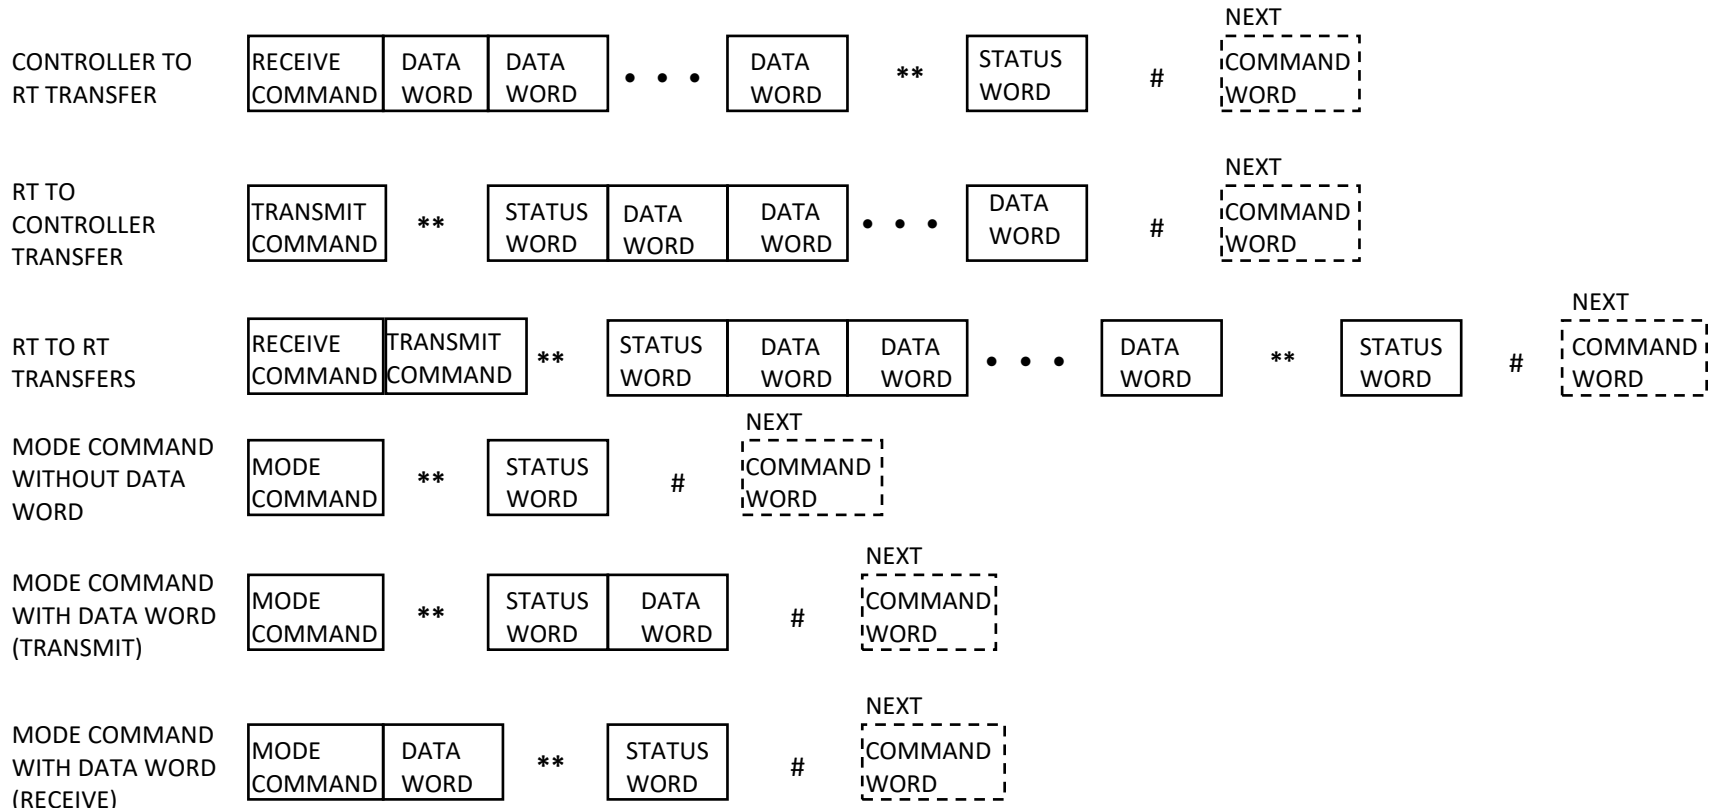 NEXT
CONTROLLER TO RT TRANSFER
RECEIVE COMMAND
DATA WORD
DATA WORD
• • •
DATA WORD
**
STATUS WORD
#
COMMAND WORD
NEXT
RT TO CONTROLLER TRANSFER
TRANSMIT COMMAND
**
STATUS WORD
DATA WORD
DATA WORD
• • •
DATA WORD
#
COMMAND WORD
NEXT
RT TO RT TRANSFERS
RECEIVE COMMAND
TRANSMIT COMMAND
**
STATUS WORD
DATA WORD
DATA WORD
• • •
DATA WORD
**
STATUS WORD
#
COMMAND WORD
NEXT
MODE COMMAND WITHOUT DATA WORD
MODE COMMAND
**
STATUS WORD
#
COMMAND WORD
NEXT
MODE COMMAND WITH DATA WORD (TRANSMIT)
MODE COMMAND
**
STATUS WORD
DATA WORD
#
COMMAND WORD
NEXT
MODE COMMAND WITH DATA WORD (RECEIVE)
MODE COMMAND
DATA WORD
**
STATUS WORD
#
COMMAND WORD